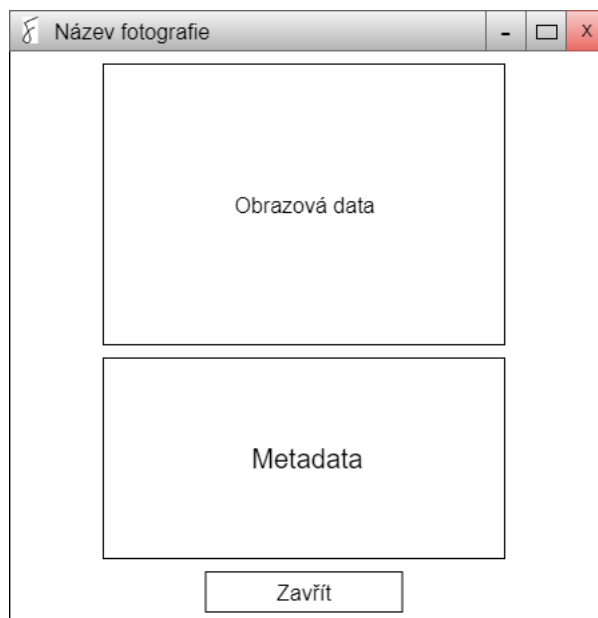 Název fotografie
- X
Obrazová data
Metadata
Zavřít